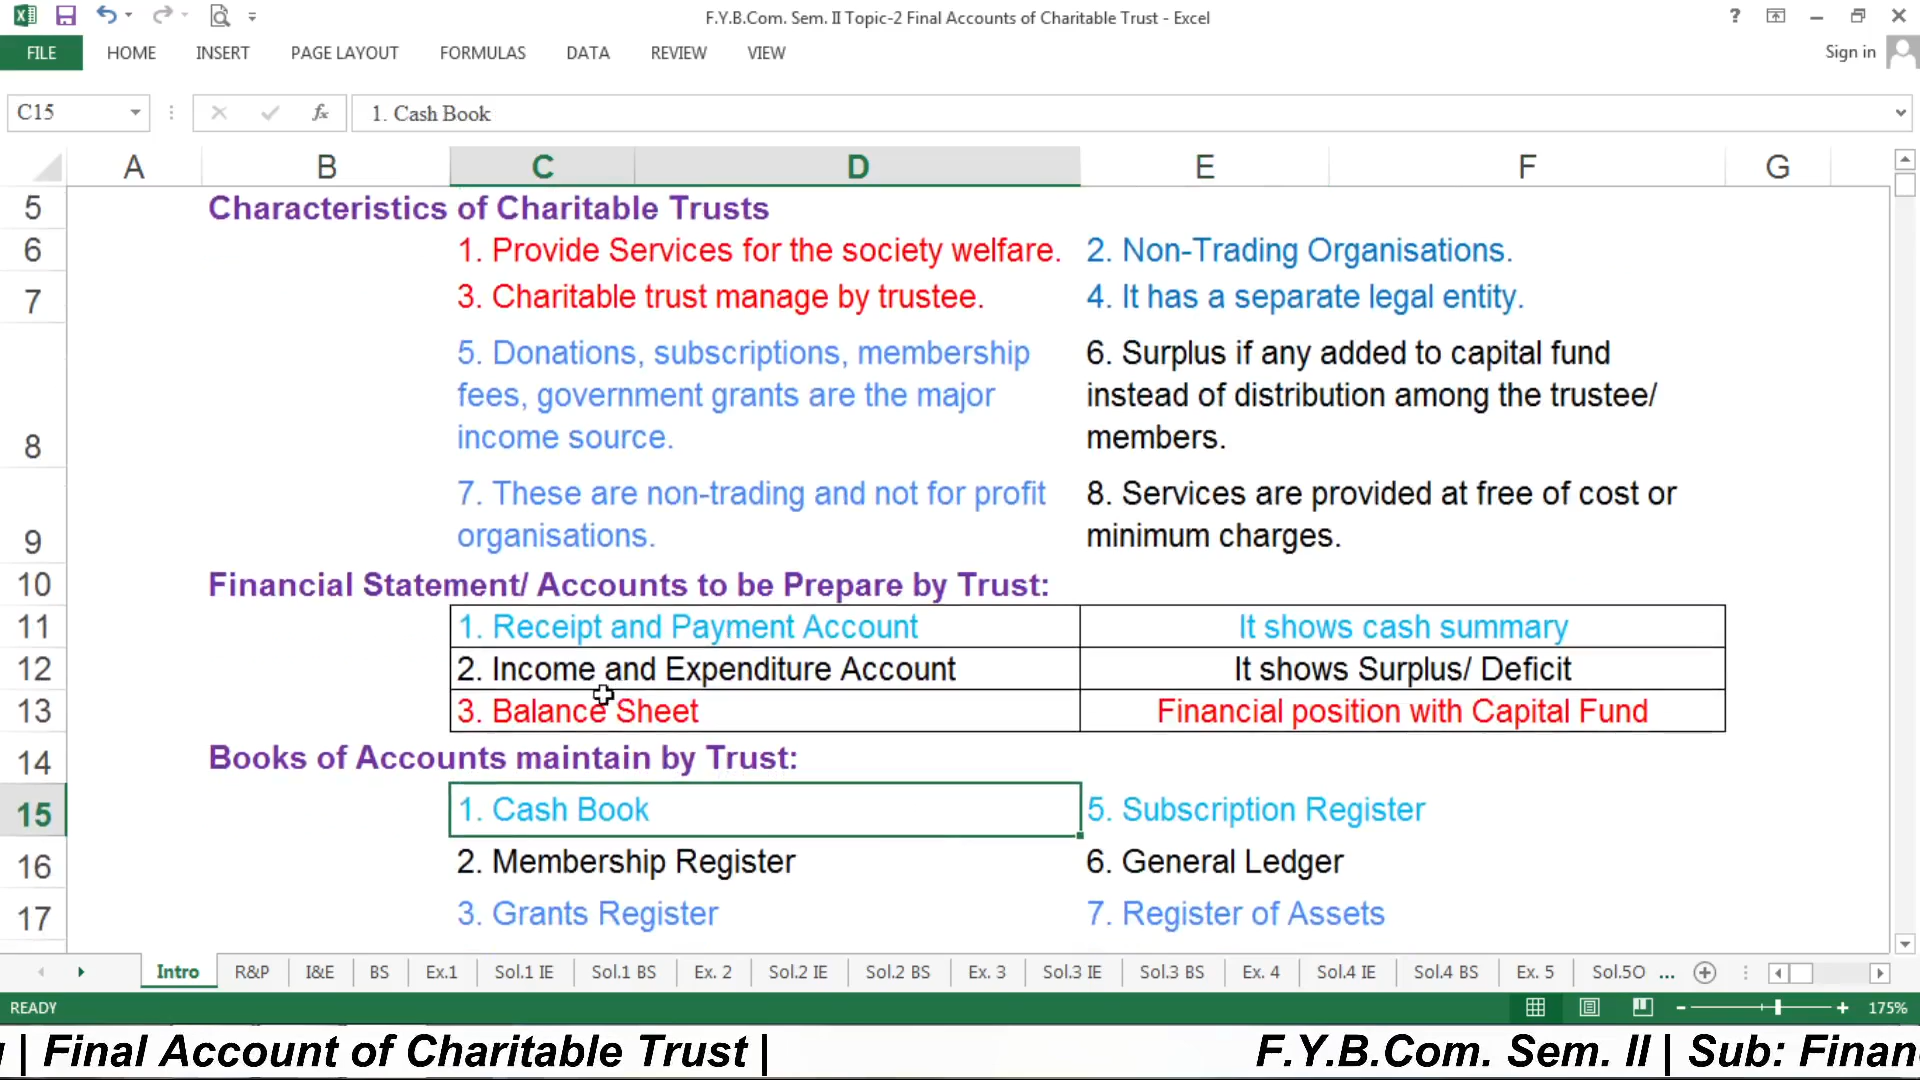 F.Y.B.Com. Sem. II Topic-2 Final Accounts of Charitable Trust - Excel
?
FILE HOME INSERT PAGE LAYOUT FORMULAS DATA REVIEW VIEW Sign in
C15 fx 1. Cash Book
A B C D E F G
5 Characteristics of Charitable Trusts
6 1. Provide Services for the society welfare. 2. Non-Trading Organisations.
7 3. Charitable trust manage by trustee. 4. It has a separate legal entity.
5. Donations, subscriptions, membership 6. Surplus if any added to capital fund
fees, government grants are the major instead of distribution among the trustee/
8 income source. members.
7. These are non-trading and not for profit 8. Services are provided at free of cost or
9 organisations. minimum charges.
10 Financial Statement/ Accounts to be Prepare by Trust:
11 1. Receipt and Payment Account It shows cash summary
12 2. Income and Expenditure Account It shows Surplus/ Deficit
13 3. Balance Sheet Financial position with Capital Fund
14 Books of Accounts maintain by Trust:
15 1. Cash Book 5. Subscription Register
16 2. Membership Register 6. General Ledger
17 3. Grants Register 7. Register of Assets
Intro R&P I&E BS Ex.1 Sol.1 IE Sol.1 BS Ex. 2 Sol.2 IE Sol.2 BS Ex. 3 Sol.3 IE Sol.3 BS Ex. 4 Sol.4 IE Sol.4 BS Ex. 5 Sol.5O ...
READY 175%
| Final Account of Charitable Trust | F.Y.B.Com. Sem. II | Sub: Finan